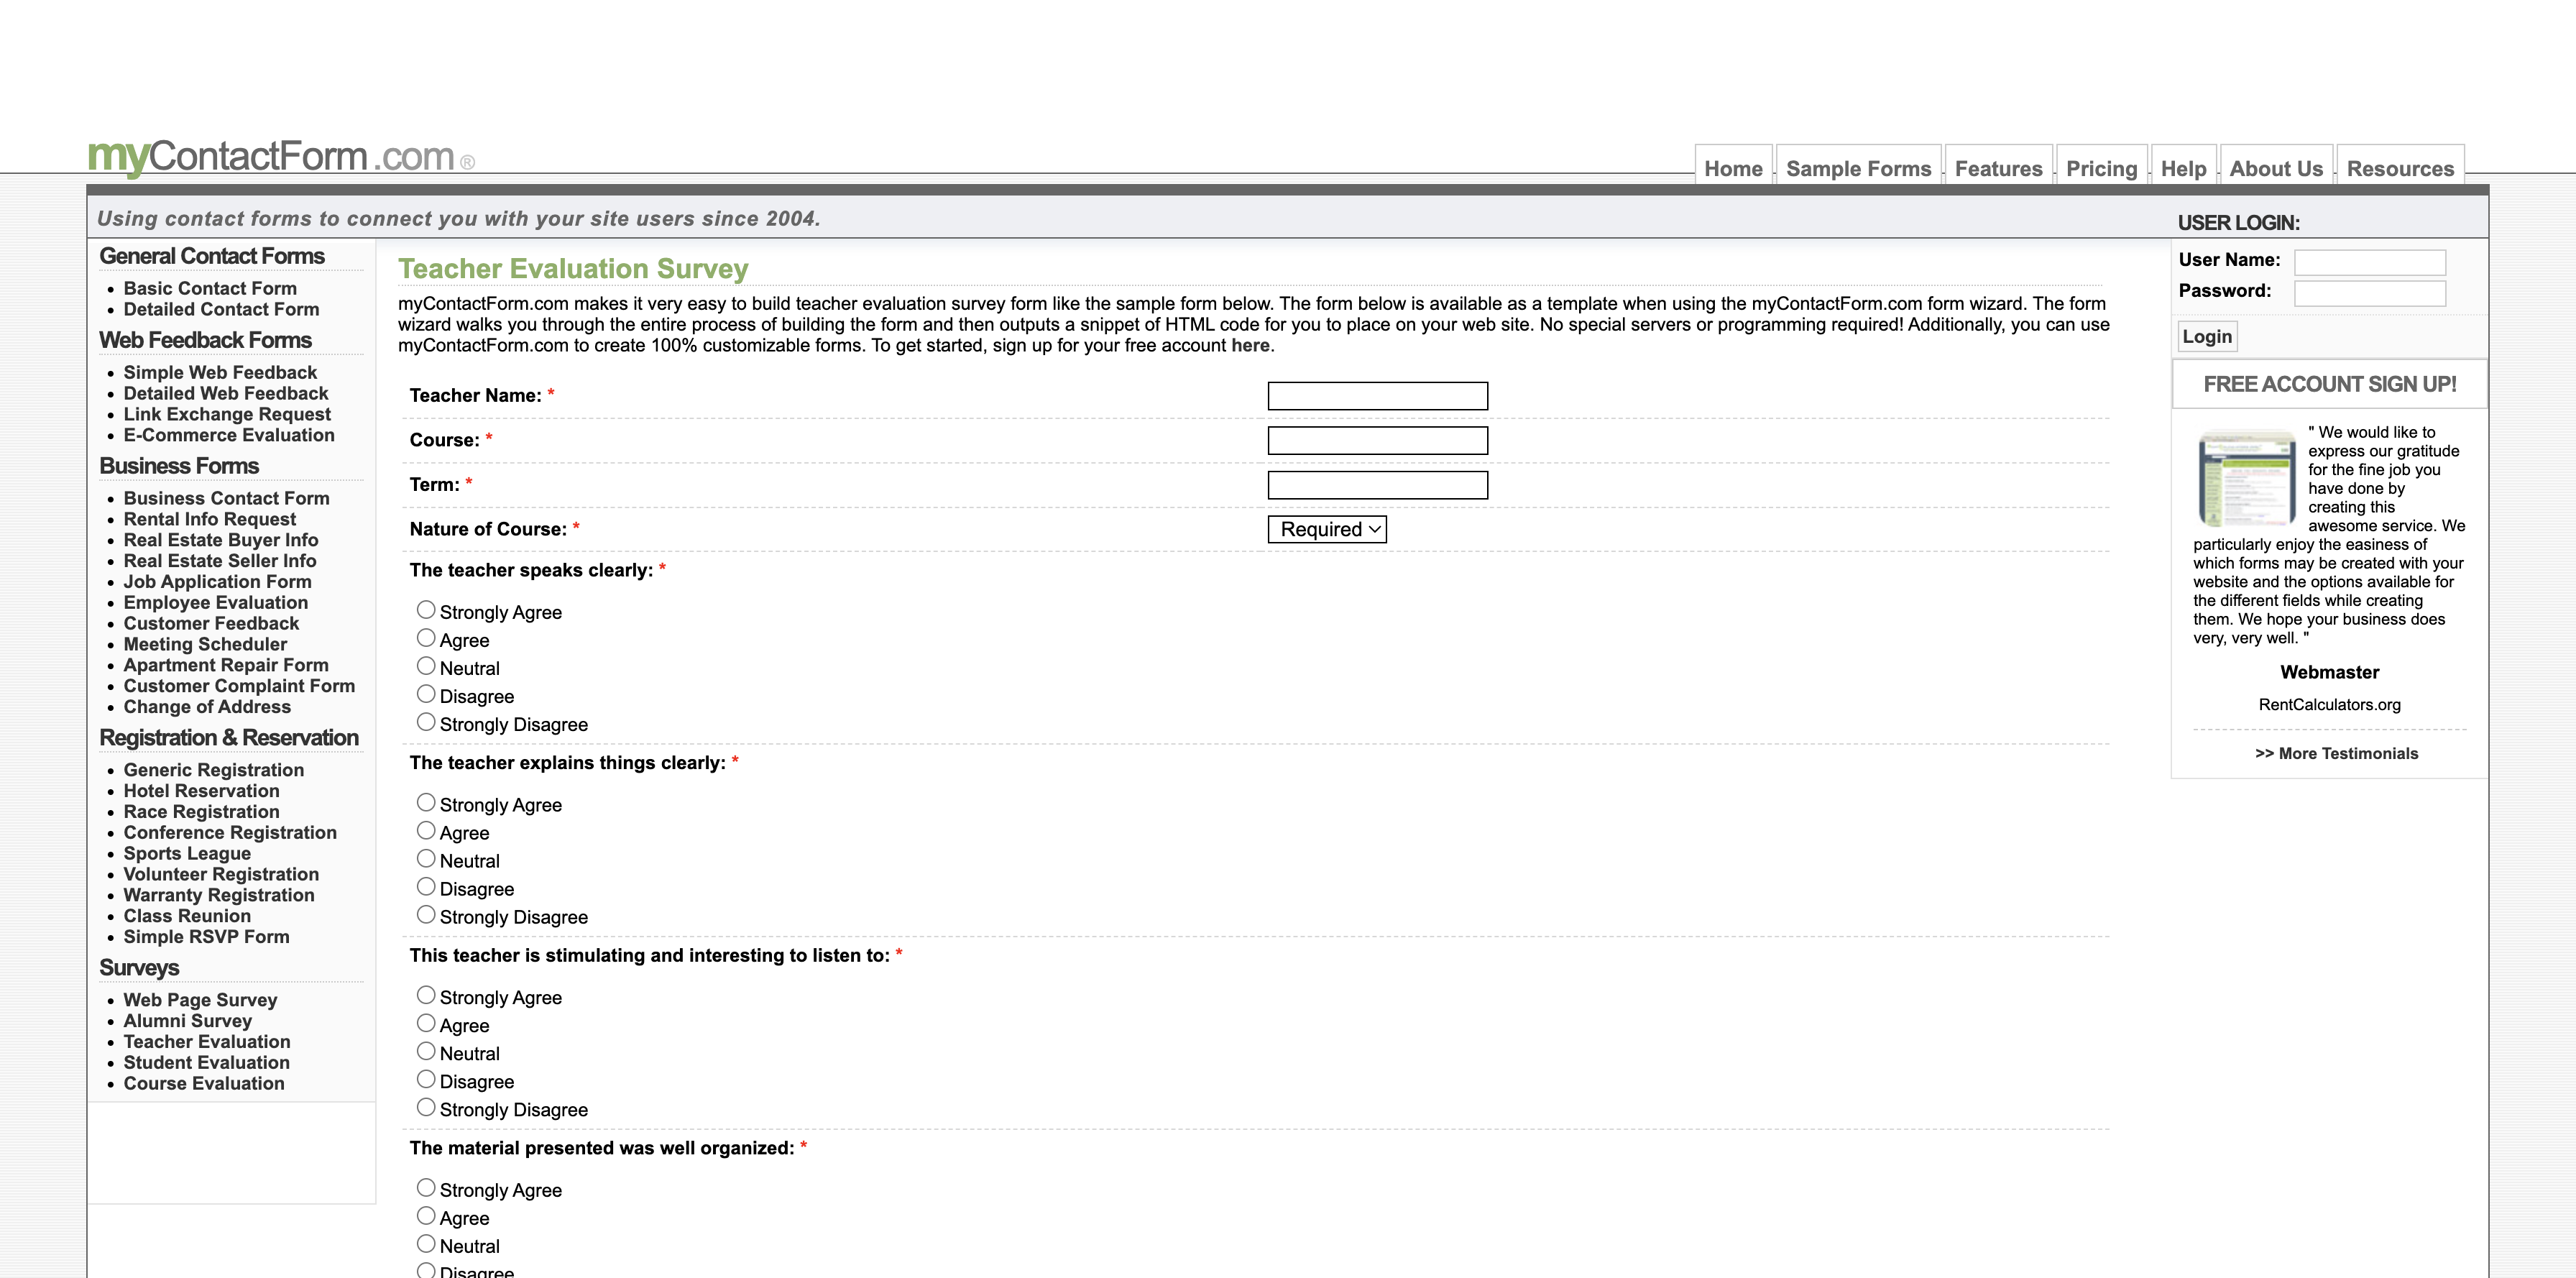 myContactForm.com®
Home Sample Forms Features Pricing Help About Us Resources
Using contact forms to connect you with your site users since 2004.
USER LOGIN:
General Contact Forms
Basic Contact Form
Detailed Contact Form
Web Feedback Forms
Simple Web Feedback
Detailed Web Feedback
Link Exchange Request
E-Commerce Evaluation
Business Forms
Business Contact Form
Rental Info Request
Real Estate Buyer Info
Real Estate Seller Info
Job Application Form
Employee Evaluation
Customer Feedback
Meeting Scheduler
Apartment Repair Form
Customer Complaint Form
Change of Address
Registration & Reservation
Generic Registration
Hotel Reservation
Race Registration
Conference Registration
Sports League
Volunteer Registration
Warranty Registration
Class Reunion
Simple RSVP Form
Surveys
Web Page Survey
Alumni Survey
Teacher Evaluation
Student Evaluation
Course Evaluation
Teacher Evaluation Survey
myContactForm.com makes it very easy to build teacher evaluation survey form like the sample form below. The form below is available as a template when using the myContactForm.com form wizard. The form
wizard walks you through the entire process of building the form and then outputs a snippet of HTML code for you to place on your web site. No special servers or programming required! Additionally, you can use
myContactForm.com to create 100% customizable forms. To get started, sign up for your free account here.
Teacher Name: *
Course: *
Term: *
Nature of Course: * Required
The teacher speaks clearly: *
Strongly Agree
Agree
Neutral
Disagree
Strongly Disagree
The teacher explains things clearly: *
Strongly Agree
Agree
Neutral
Disagree
Strongly Disagree
This teacher is stimulating and interesting to listen to: *
Strongly Agree
Agree
Neutral
Disagree
Strongly Disagree
The material presented was well organized: *
Strongly Agree
Agree
Neutral
Disagree
User Name:
Password:
Login
FREE ACCOUNT SIGN UP!
" We would like to
express our gratitude
for the fine job you
have done by
creating this
awesome service. We
particularly enjoy the easiness of
which forms may be created with your
website and the options available for
the different fields while creating
them. We hope your business does
very, very well. "
Webmaster
RentCalculators.org
>> More Testimonials